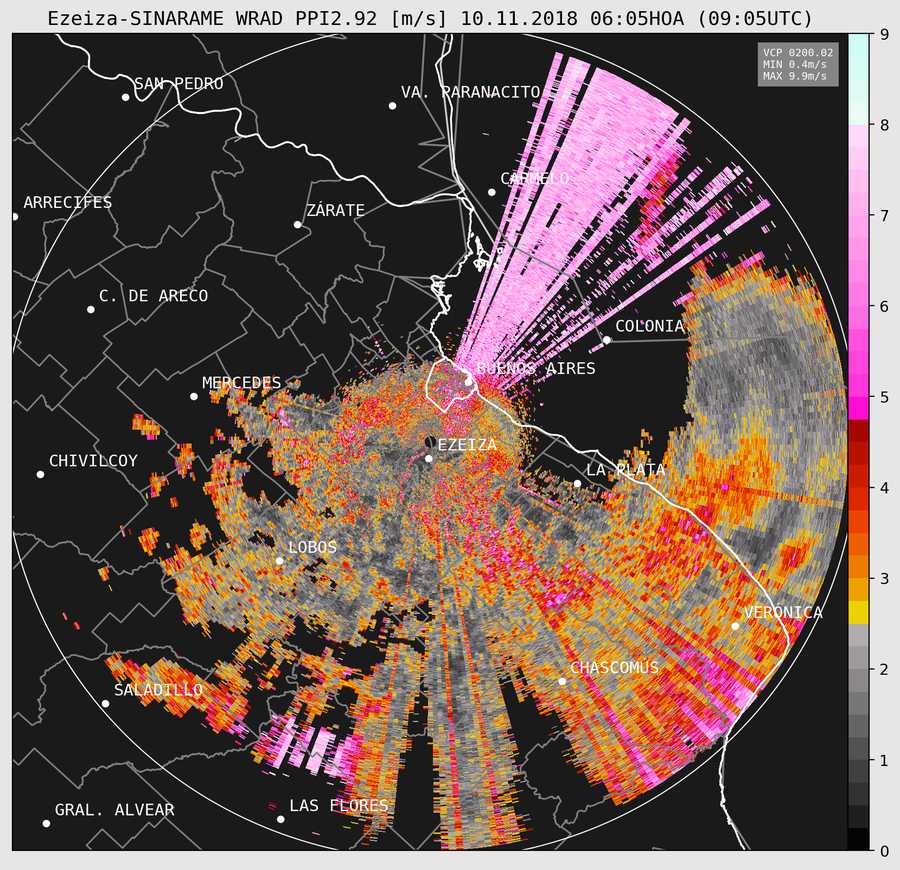 Ezeiza-SINARAME WRAD PPI2.92 [m/s] 10.11.2018 06:05HOA (09:05UTC)
VCP 0200.02
MIN 0.4m/s
MAX 9.9m/s
SAN PEDRO
VA. PARANACITO
CARMELO
ARRECIFES
ZÁRATE
C. DE ARECO
COLONIA
BUENOS AIRES
MERCEDES
EZEIZA
CHIVILCOY
LA PLATA
LOBOS
VERÓNICA
CHASCOMÚS
SALADILLO
LAS FLORES
GRAL. ALVEAR
9
8
7
6
5
4
3
2
1
0